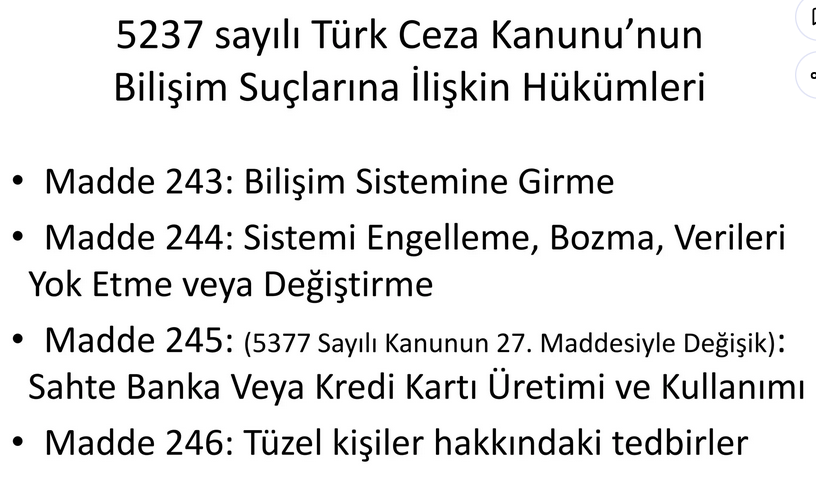 5237 sayılı Türk Ceza Kanunu’nun
Bilişim Suçlarına İlişkin Hükümleri
• Madde 243: Bilişim Sistemine Girme
• Madde 244: Sistemi Engelleme, Bozma, Verileri
Yok Etme veya Değiştirme
• Madde 245: (5377 Sayılı Kanunun 27. Maddesiyle Değişik):
Sahte Banka Veya Kredi Kartı Üretimi ve Kullanımı
• Madde 246: Tüzel kişiler hakkındaki tedbirler